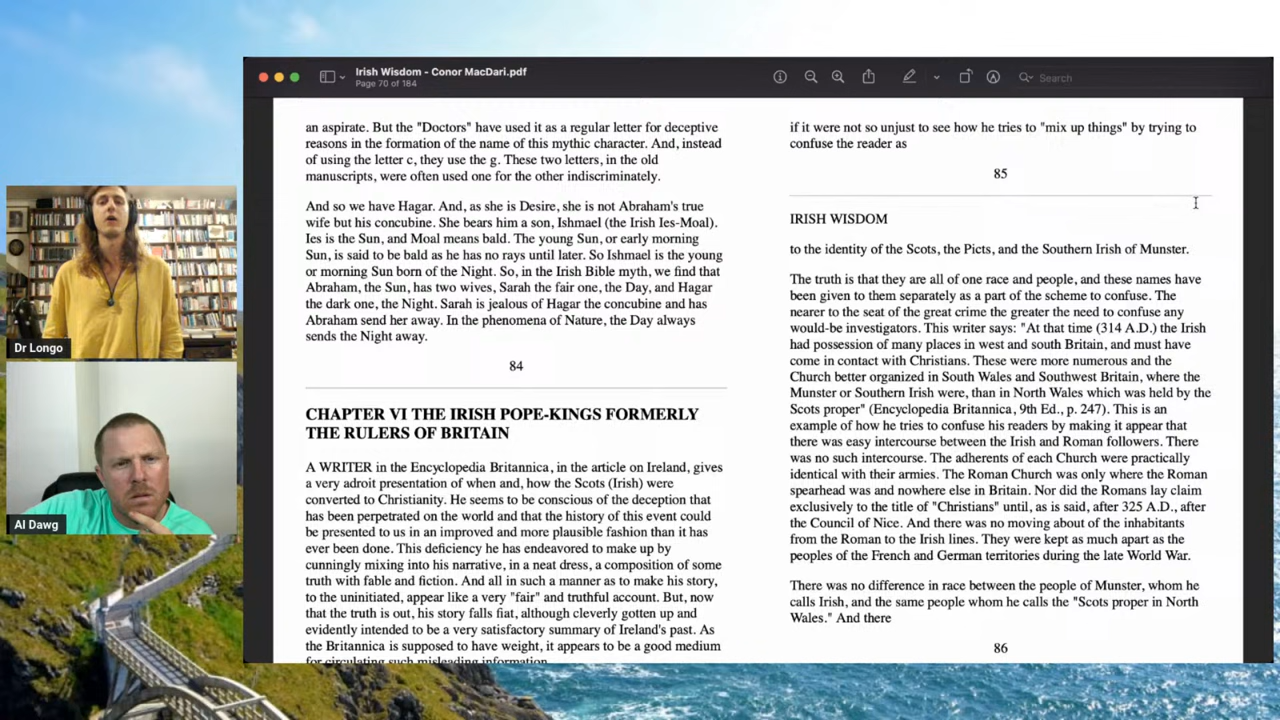 Irish Wisdom - Conor MacDari.pdf
Page 70 of 184
Search
an aspirate. But the "Doctors" have used it as a regular letter for deceptive
reasons in the formation of the name of this mythic character. And, instead
of using the letter c, they use the g. These two letters, in the old
manuscripts, were often used one for the other indiscriminately.
And so we have Hagar. And, as she is Desire, she is not Abraham's true
wife but his concubine. She bears him a son, Ishmael (the Irish Ies-Moal).
Ies is the Sun, and Moal means bald. The young Sun, or early morning
Sun, is said to be bald as he has no rays until later. So Ishmael is the young
or morning Sun born of the Night. So, in the Irish Bible myth, we find that
Abraham, the Sun, has two wives, Sarah the fair one, the Day, and Hagar
the dark one, the Night. Sarah is jealous of Hagar the concubine and has
Abraham send her away. In the phenomena of Nature, the Day always
sends the Night away.
84
CHAPTER VI THE IRISH POPE-KINGS FORMERLY
THE RULERS OF BRITAIN
A WRITER in the Encyclopedia Britannica, in the article on Ireland, gives
a very adroit presentation of when and, how the Scots (Irish) were
converted to Christianity. He seems to be conscious of the deception that
has been perpetrated on the world and that the history of this event could
be presented to us in an improved and more plausible fashion than it has
ever been done. This deficiency he has endeavored to make up by
cunningly mixing into his narrative, in a neat dress, a composition of some
truth with fable and fiction. And all in such a manner as to make his story,
to the uninitiated, appear like a very "fair" and truthful account. But, now
that the truth is out, his story falls fiat, although cleverly gotten up and
evidently intended to be a very satisfactory summary of Ireland's past. As
the Britannica is supposed to have weight, it appears to be a good medium
for circulating such misleading information.
if it were not so unjust to see how he tries to "mix up things" by trying to
confuse the reader as
85
IRISH WISDOM
to the identity of the Scots, the Picts, and the Southern Irish of Munster.
The truth is that they are all of one race and people, and these names have
been given to them separately as a part of the scheme to confuse. The
nearer to the seat of the great crime the greater the need to confuse any
would-be investigators. This writer says: "At that time (314 A.D.) the Irish
had possession of many places in west and south Britain, and must have
come in contact with Christians. These were more numerous and the
Church better organized in South Wales and Southwest Britain, where the
Munster or Southern Irish were, than in North Wales which was held by the
Scots proper" (Encyclopedia Britannica, 9th Ed., p. 247). This is an
example of how he tries to confuse his readers by making it appear that
there was easy intercourse between the Irish and Roman followers. There
was no such intercourse. The adherents of each Church were practically
identical with their armies. The Roman Church was only where the Roman
spearhead was and nowhere else in Britain. Nor did the Romans lay claim
exclusively to the title of "Christians" until, as is said, after 325 A.D., after
the Council of Nice. And there was no moving about of the inhabitants
from the Roman to the Irish lines. They were kept as much apart as the
peoples of the French and German territories during the late World War.
There was no difference in race between the people of Munster, whom he
calls Irish, and the same people whom he calls the "Scots proper in North
Wales." And there
86
Dr Longo
Al Dawg